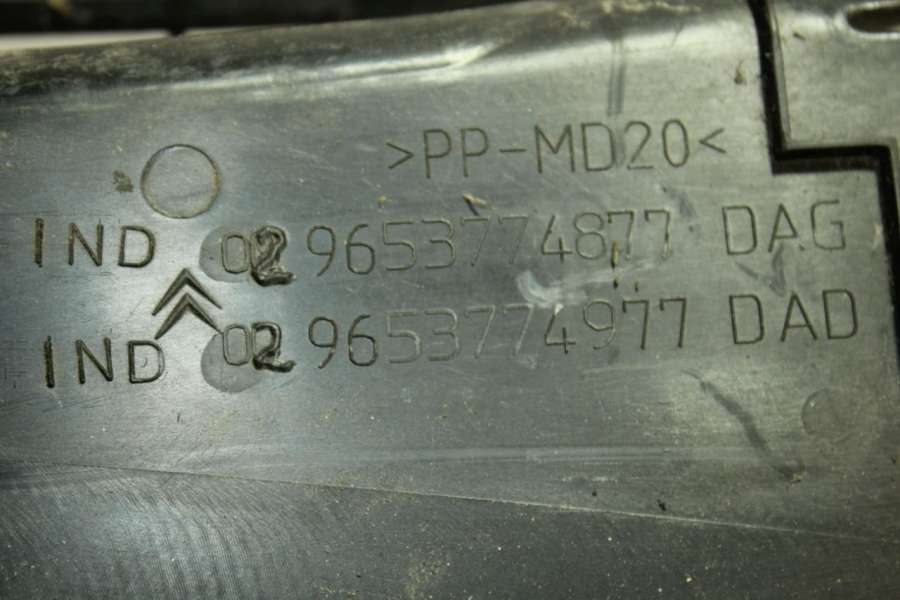 >PP-MD20<
IND 02 9653774877 DAG
IND 02 9653774977 DAD